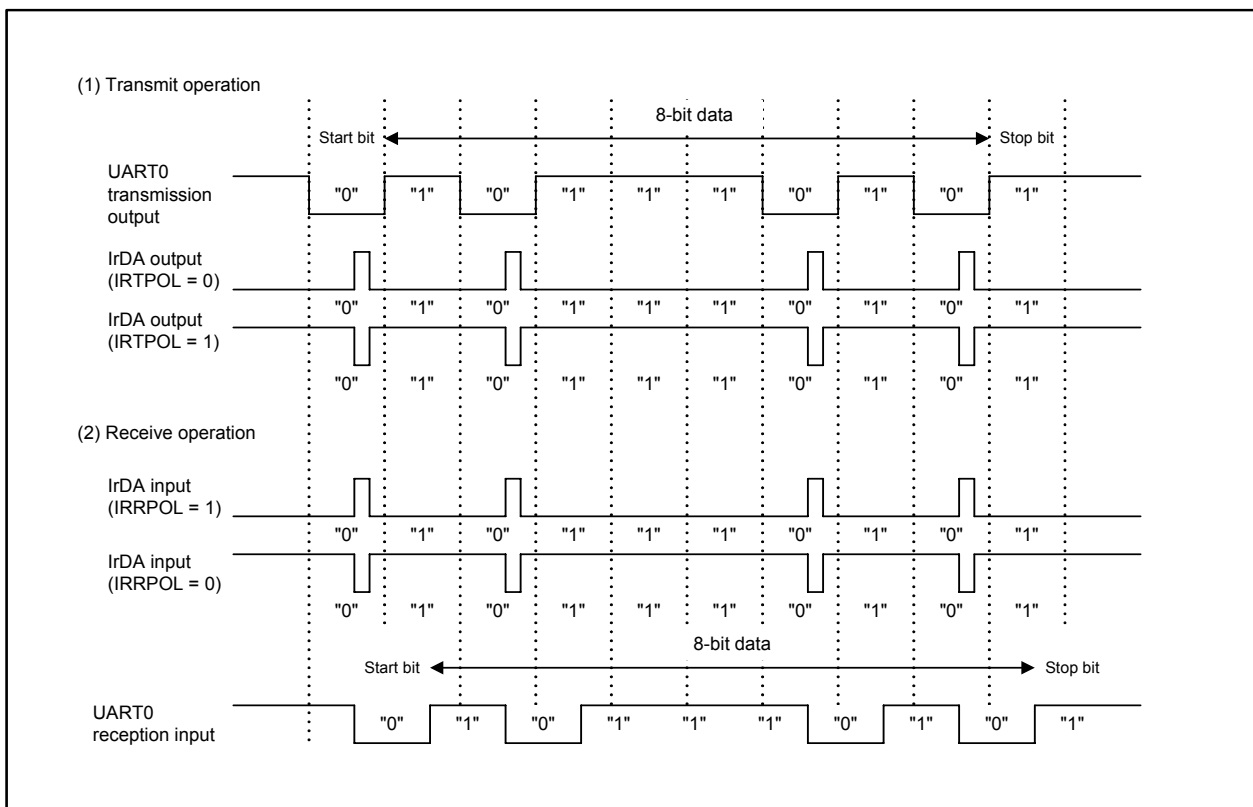 (1) Transmit operation
8-bit data
Start bit
Stop bit
UART0
transmission
output
"0" "1" "0" "1" "1" "1" "0" "1" "0" "1"
IrDA output
(IRTPOL = 0)
"0" "1" "0" "1" "1" "1" "0" "1" "0" "1"
IrDA output
(IRTPOL = 1)
"0" "1" "0" "1" "1" "1" "0" "1" "0" "1"
(2) Receive operation
IrDA input
(IRRPOL = 1)
"0" "1" "0" "1" "1" "1" "0" "1" "0" "1"
IrDA input
(IRRPOL = 0)
"0" "1" "0" "1" "1" "1" "0" "1" "0" "1"
8-bit data
Start bit
Stop bit
UART0
reception input
"0" "1" "0" "1" "1" "1" "0" "1" "0" "1"